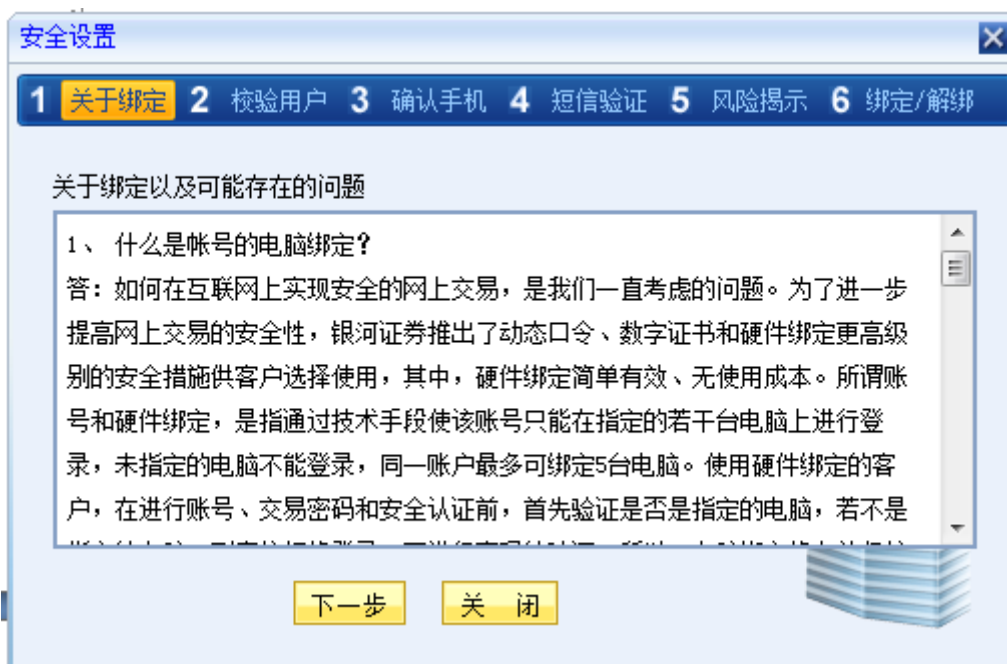 安全设置
1 关于绑定 2 校验用户 3 确认手机 4 短信验证 5 风险揭示 6 绑定/解绑
关于绑定以及可能存在的问题
1、 什么是帐号的电脑绑定?
答:如何在互联网上实现安全的网上交易,是我们一直考虑的问题。为了进一步
提高网上交易的安全性,银河证券推出了动态口令、数字证书和硬件绑定更高级
别的安全措施供客户选择使用,其中,硬件绑定简单有效、无使用成本。所谓账
号和硬件绑定,是指通过技术手段使该账号只能在指定的若干台电脑上进行登
录,未指定的电脑不能登录,同一账户最多可绑定5台电脑。使用硬件绑定的客
户,在进行账号、交易密码和安全认证前,首先验证是否是指定的电脑,若不是
下一步 关 闭